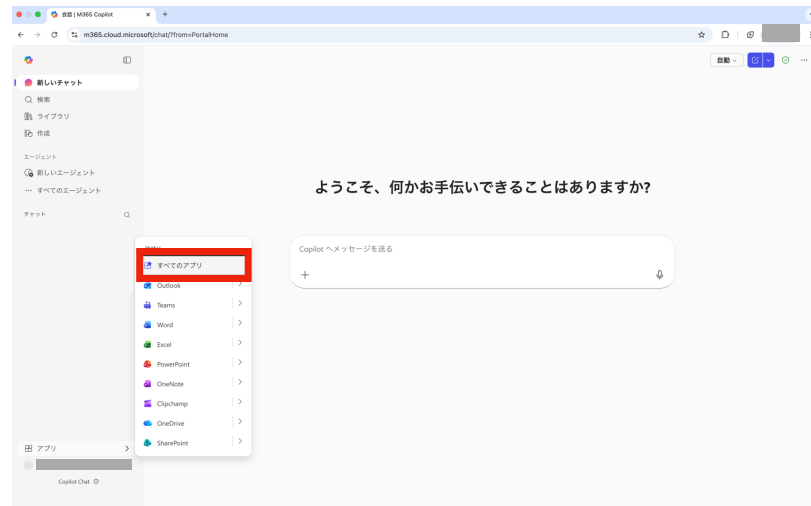 会話 | M365 Copilot
m365.cloud.microsoft/chat/?from=PortalHome
自動
新しいチャット
検索
ライブラリ
作成
エージェント
新しいエージェント
すべてのエージェント
チャット
ようこそ、何かお手伝いできることはありますか?
Copilot へメッセージを送る
すべてのアプリ
Outlook
Teams
Word
Excel
PowerPoint
OneNote
Clipchamp
OneDrive
SharePoint
アプリ
Copilot Chat